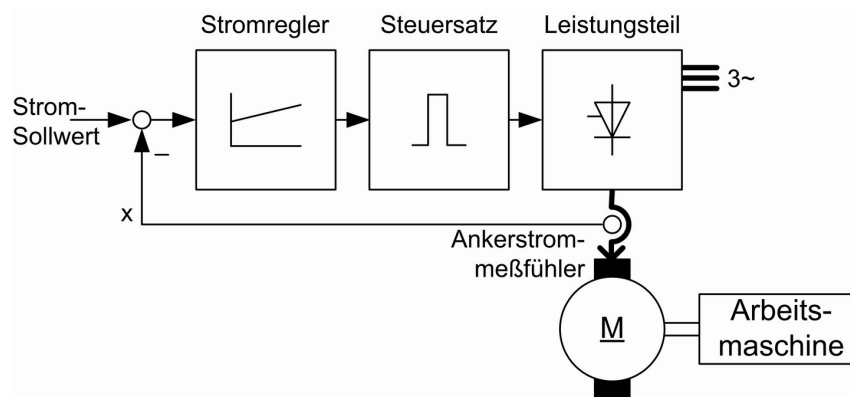 Stromregler
Steuersatz
Leistungsteil
3~
Strom-
Sollwert
–
x
Ankerstrom-
meßfühler
M
Arbeits-
maschine